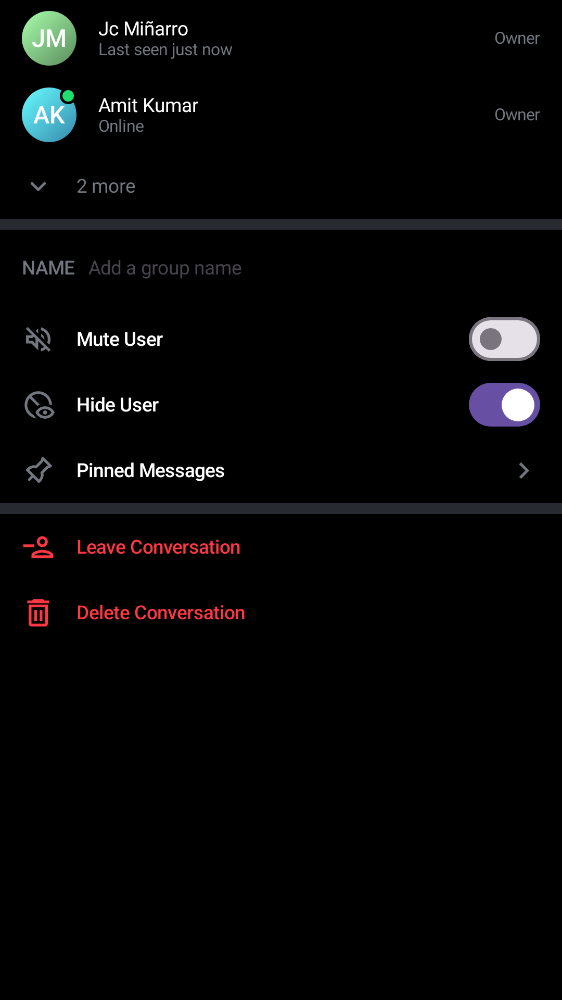 JM
Jc Miñarro
Last seen just now
Owner
AK
Amit Kumar
Online
Owner
2 more
NAME Add a group name
Mute User
Hide User
Pinned Messages
Leave Conversation
Delete Conversation